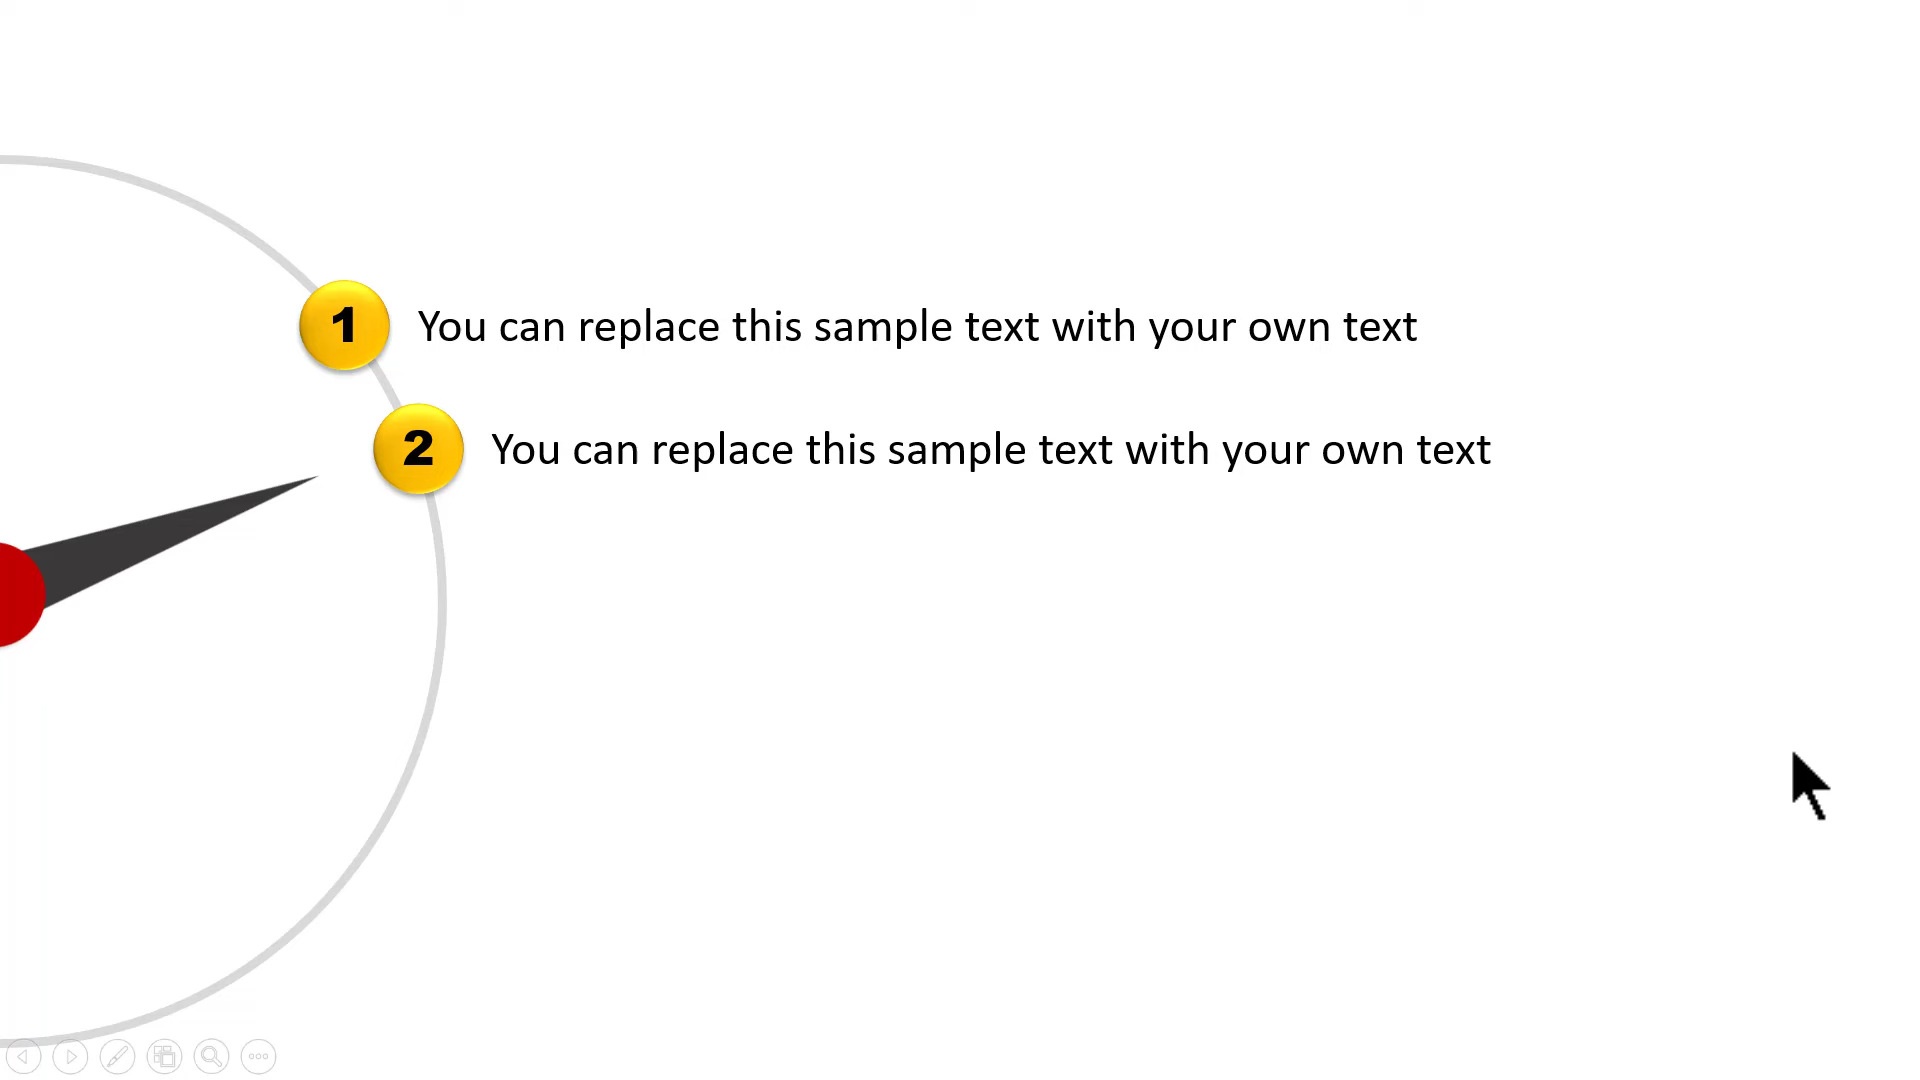 1 You can replace this sample text with your own text
2 You can replace this sample text with your own text